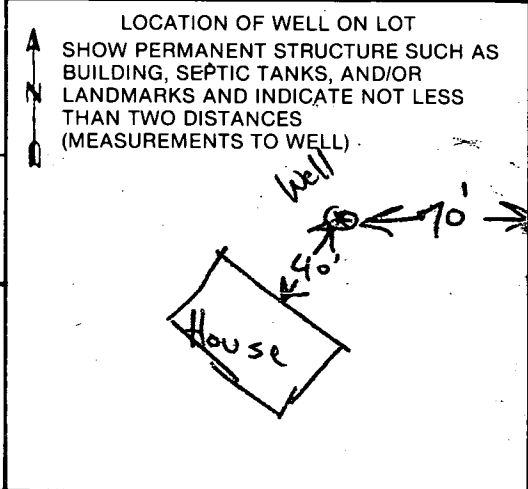 LOCATION OF WELL ON LOT
SHOW PERMANENT STRUCTURE SUCH AS
BUILDING, SEPTIC TANKS, AND/OR
N LANDMARKS AND INDICATE NOT LESS
THAN TWO DISTANCES
(MEASUREMENTS TO WELL)
Well
70'
40'
House